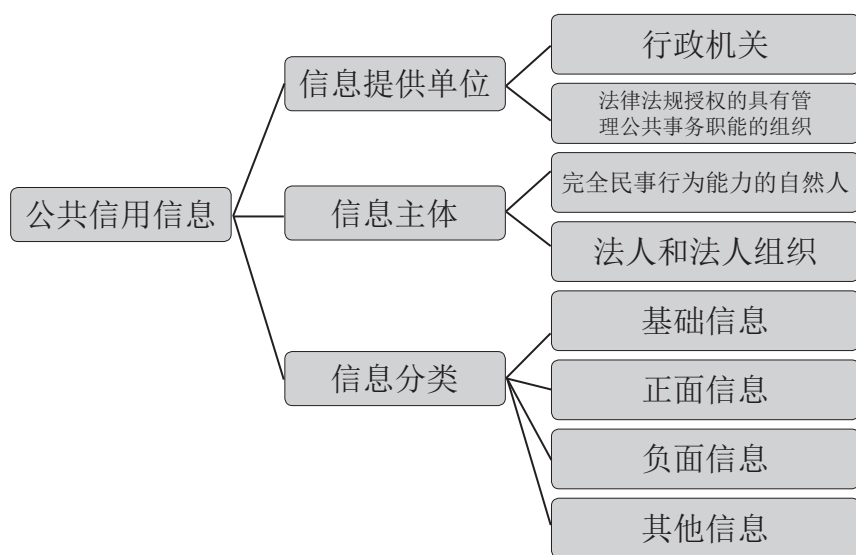 公共信用信息
信息提供单位
行政机关
法律法规授权的具有管
理公共事务职能的组织
信息主体
完全民事行为能力的自然人
法人和法人组织
信息分类
基础信息
正面信息
负面信息
其他信息